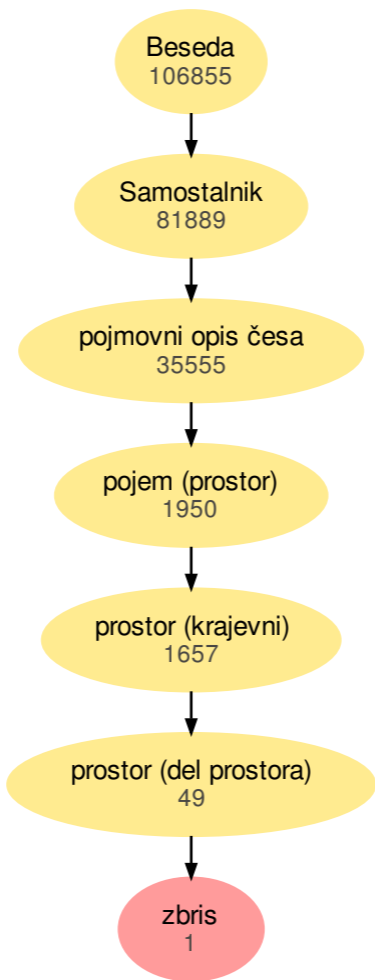 Beseda
106855
Samostalnik
81889
pojmovni opis česa
35555
pojem (prostor)
1950
prostor (krajevni)
1657
prostor (del prostora)
49
zbris
1